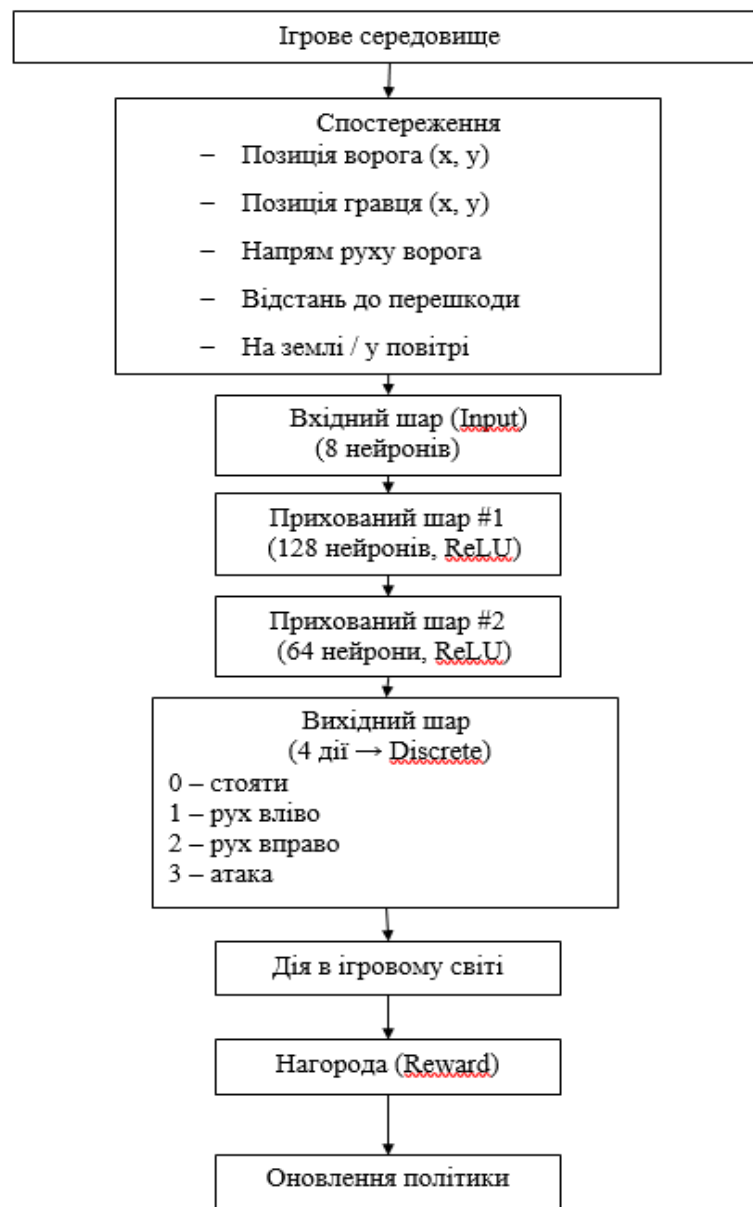 Ігрове середовище
Спостереження
– Позиція ворога (x, y)
– Позиція гравця (x, y)
– Напрям руху ворога
– Відстань до перешкоди
– На землі / у повітрі
Вхідний шар (Input)
(8 нейронів)
Прихований шар #1
(128 нейронів, ReLU)
Прихований шар #2
(64 нейрони, ReLU)
Вихідний шар
(4 дії → Discrete)
0 – стояти
1 – рух вліво
2 – рух вправо
3 – атака
Дія в ігровому світі
Нагорода (Reward)
Оновлення політики